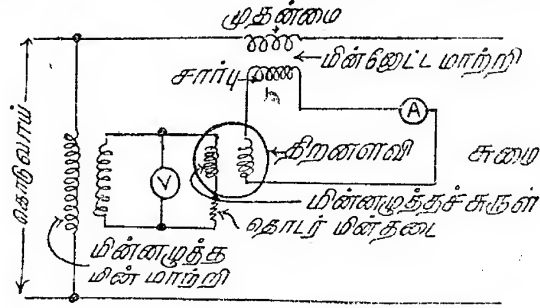 முதன்மை
மின்னோட்ட மாற்றி
சார்பு
A
கொடுவாய்
V
திறனளவி
சுமை
மின்னழுத்தச் சுருள்
தொடர் மின்தடை
மின்னழுத்த
மின் மாற்றி